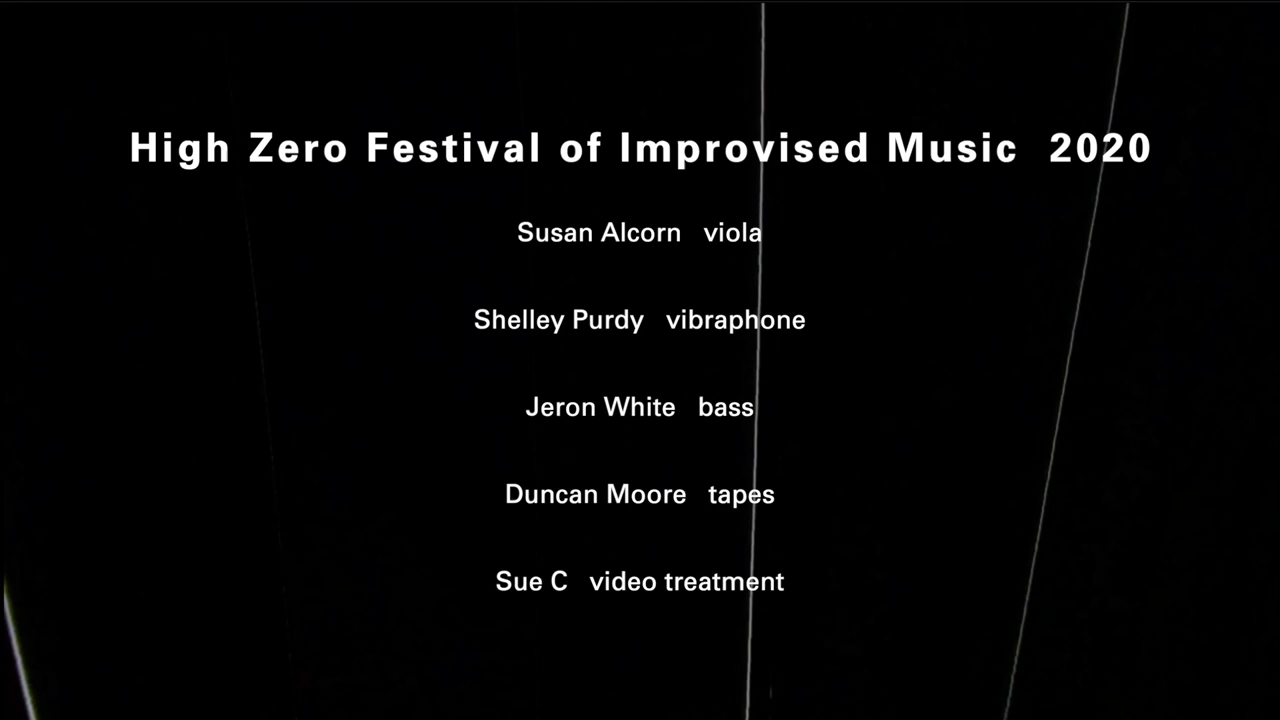 High Zero Festival of Improvised Music 2020
Susan Alcorn viola
Shelley Purdy vibraphone
Jeron White bass
Duncan Moore tapes
Sue C video treatment